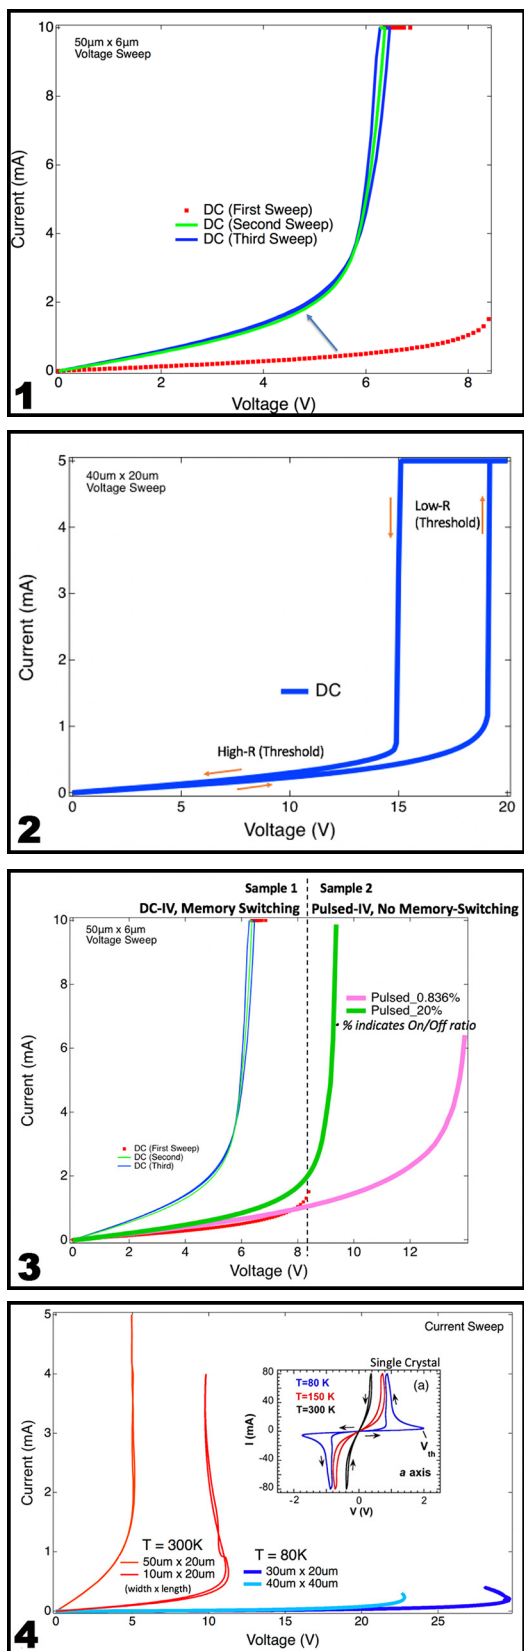 10
8
6
4
2
0
Current (mA)
50µm x 6µm
Voltage Sweep
DC (First Sweep)
DC (Second Sweep)
DC (Third Sweep)
0 2 4 6 8
Voltage (V)
1
5
4
3
2
1
0
Current (mA)
40um x 20um
Voltage Sweep
Low-R
(Threshold)
DC
High-R (Threshold)
0 5 10 15 20
Voltage (V)
2
Sample 1 Sample 2
DC-IV, Memory Switching Pulsed-IV, No Memory-Switching
10
8
6
4
2
0
Current (mA)
50µm x 6µm
Voltage Sweep
Pulsed_0.836%
Pulsed_20%
• % indicates On/Off ratio
DC (First Sweep)
DC (Second)
DC (Third)
0 2 4 6 8 10 12
Voltage (V)
3
5
4
3
2
1
0
Current (mA)
Current Sweep
Single Crystal
80
40
0
-40
-80
I (mA)
T=80 K
T=150 K
T=300 K
(a)
Vth
a axis
-2 0 2
V (V)
T = 300K
50um x 20um
10um x 20um
(width x length)
T = 80K
30um x 20um
40um x 40um
0 5 10 15 20 25
Voltage (V)
4